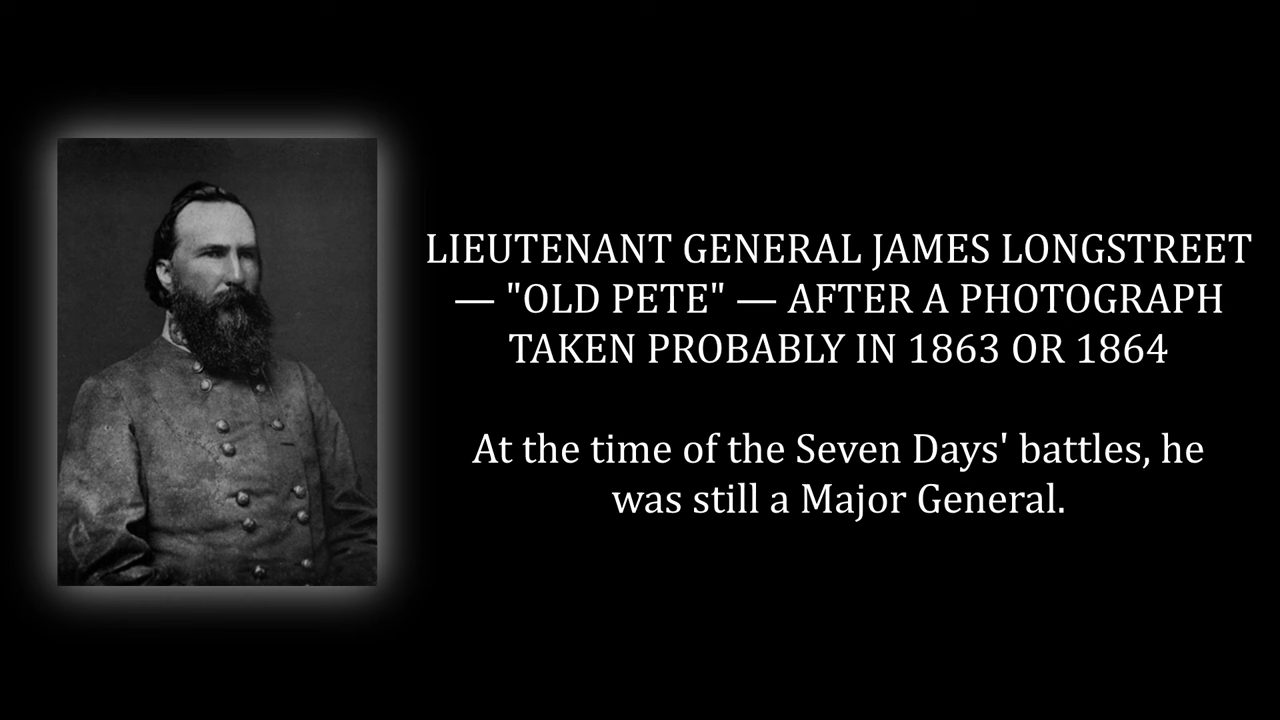 LIEUTENANT GENERAL JAMES LONGSTREET
— "OLD PETE" — AFTER A PHOTOGRAPH
TAKEN PROBABLY IN 1863 OR 1864
At the time of the Seven Days' battles, he
was still a Major General.